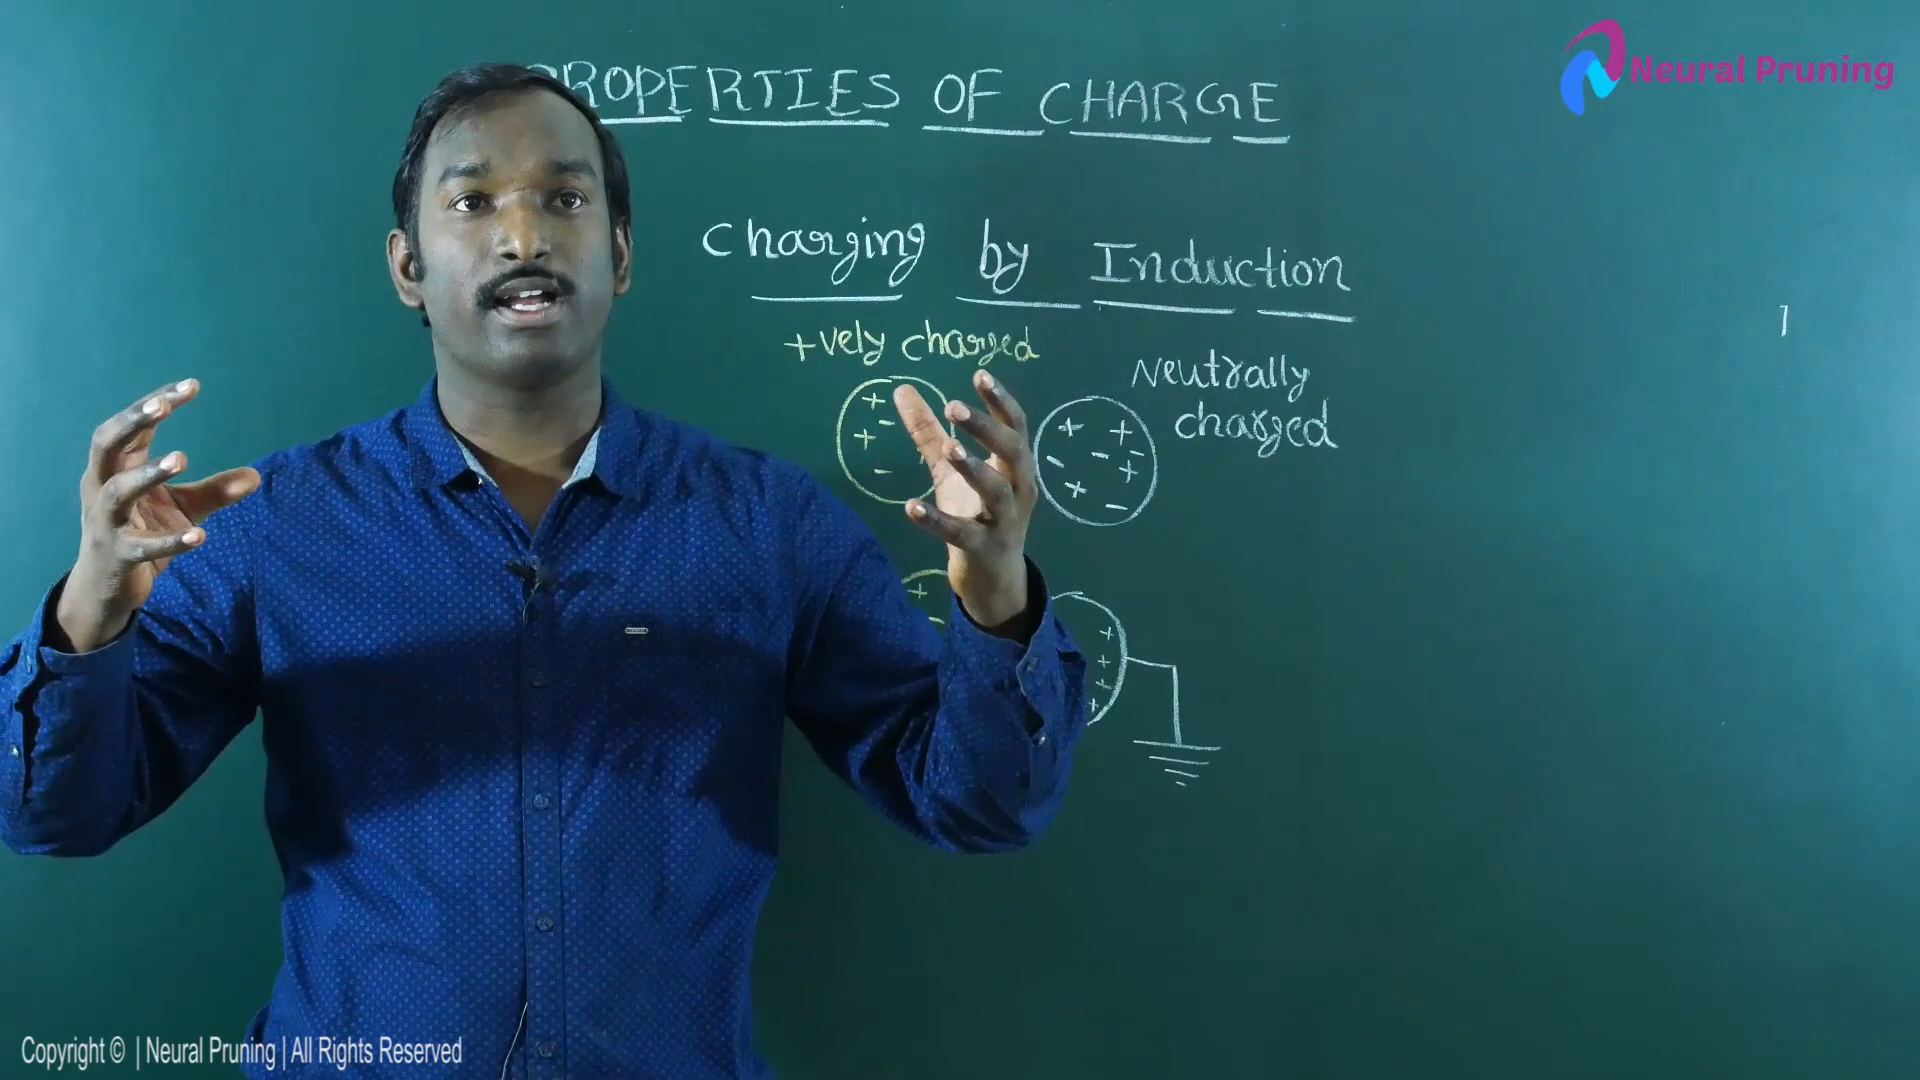 Neural Pruning
PROPERTIES OF CHARGE
Charging by Induction
+vely charged
Neutrally
charged
+
-
+
-
+ +
- - -
+
+ -
+
+
+
+
+
Copyright © | Neural Pruning | All Rights Reserved